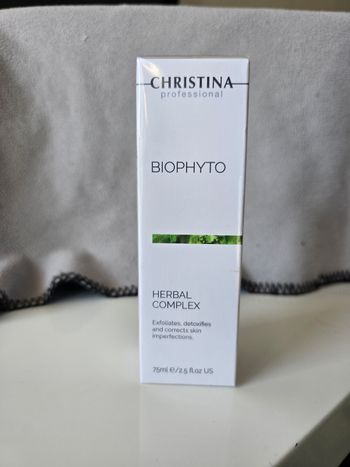 CHRISTINA
professional
BIOPHYTO
HERBAL
COMPLEX
Exfoliates, detoxifies
and corrects skin
imperfections.
75ml e/2.5 fl.oz US